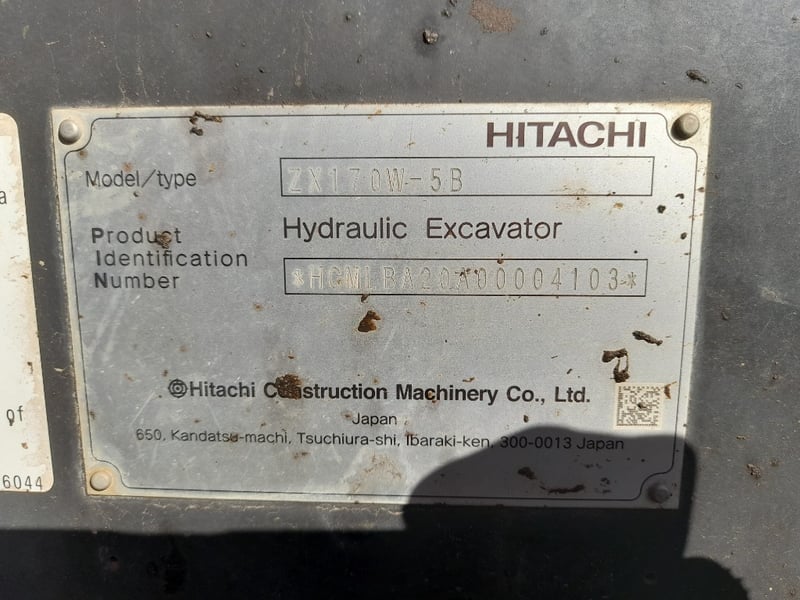 HITACHI
Model/type ZX170W-5B
Hydraulic Excavator
Product
Identification
Number *HCMLBA20A00004103*
Hitachi Construction Machinery Co., Ltd.
Japan
650, Kandatsu-machi, Tsuchiura-shi, Ibaraki-ken, 300-0013 Japan
a
of
6044